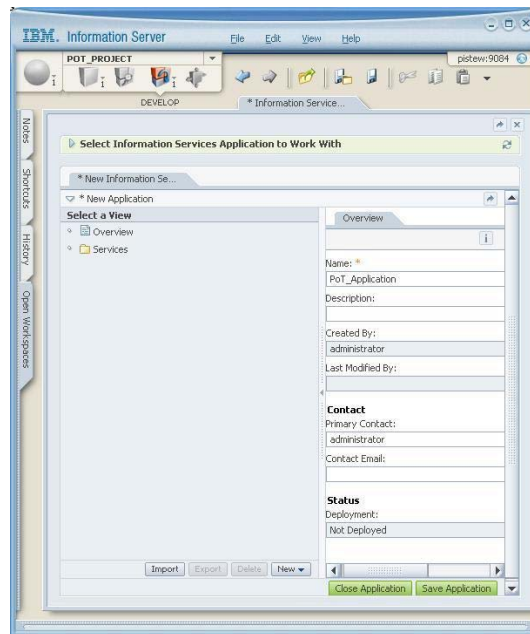 IBM. Information Server
File Edit View Help
POT_PROJECT
pistew:9084
DEVELOP
* Information Service...
Notes
Shortcuts
History
Open Workspaces
Select Information Services Application to Work With
* New Information Se...
* New Application
Select a View
Overview
Services
Overview
Name: *
PoT_Application
Description:
Created By:
administrator
Last Modified By:
Contact
Primary Contact:
administrator
Contact Email:
Status
Deployment:
Not Deployed
Import Export Delete New
Close Application Save Application